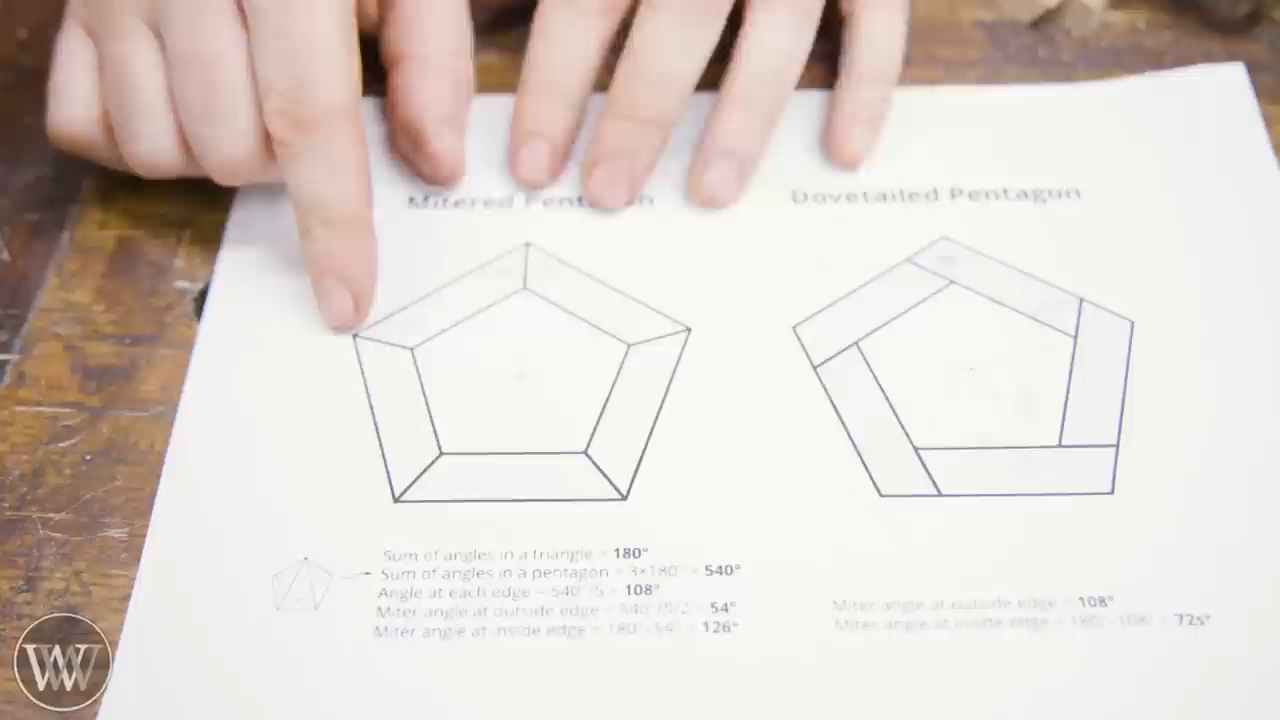 Mitered Pentagon
Dovetailed Pentagon
Sum of angles in a triangle = 180°
Sum of angles in a pentagon = 3×180° = 540°
Angle at each edge = 540°/5 = 108°
Miter angle at outside edge = 540°/5/2 = 54°
Miter angle at inside edge = 180°-54° = 126°
Miter angle at outside edge = 108°
Miter angle at inside edge = 180°-108° = 72s°
W